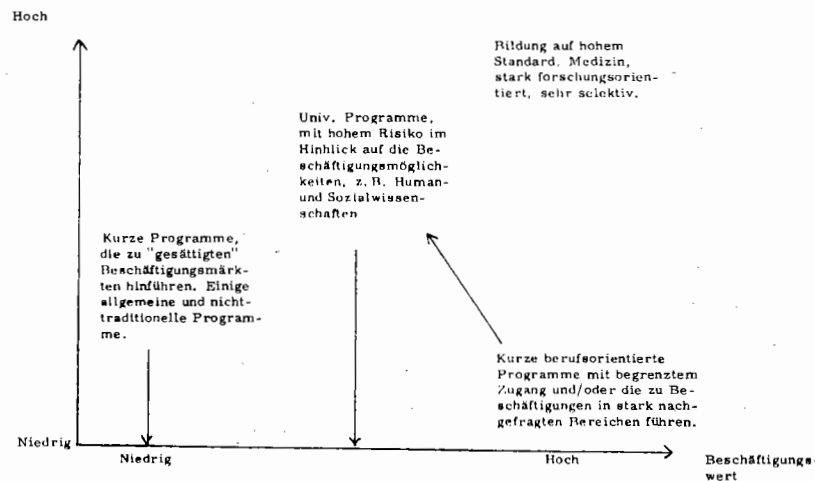 Hoch
Bildung auf hohem
Standard. Medizin,
stark forschungsorien-
tiert, sehr selektiv.
Univ. Programme,
mit hohem Risiko im
Hinblick auf die Be-
schäftigungsmöglich-
keiten, z.B. Human-
und Sozialwissen-
schaften
Kurze Programme,
die zu "gesättigten"
Beschäftigungsmärk-
ten hinführen. Einige
allgemeine und nicht-
traditionelle Program-
me.
Kurze berufsorientierte
Programme mit begrenztem
Zugang und/oder die zu Be-
schäftigungen in stark nach-
gefragten Bereichen führen.
Niedrig
Niedrig
Hoch
Beschäftigungs-
wert